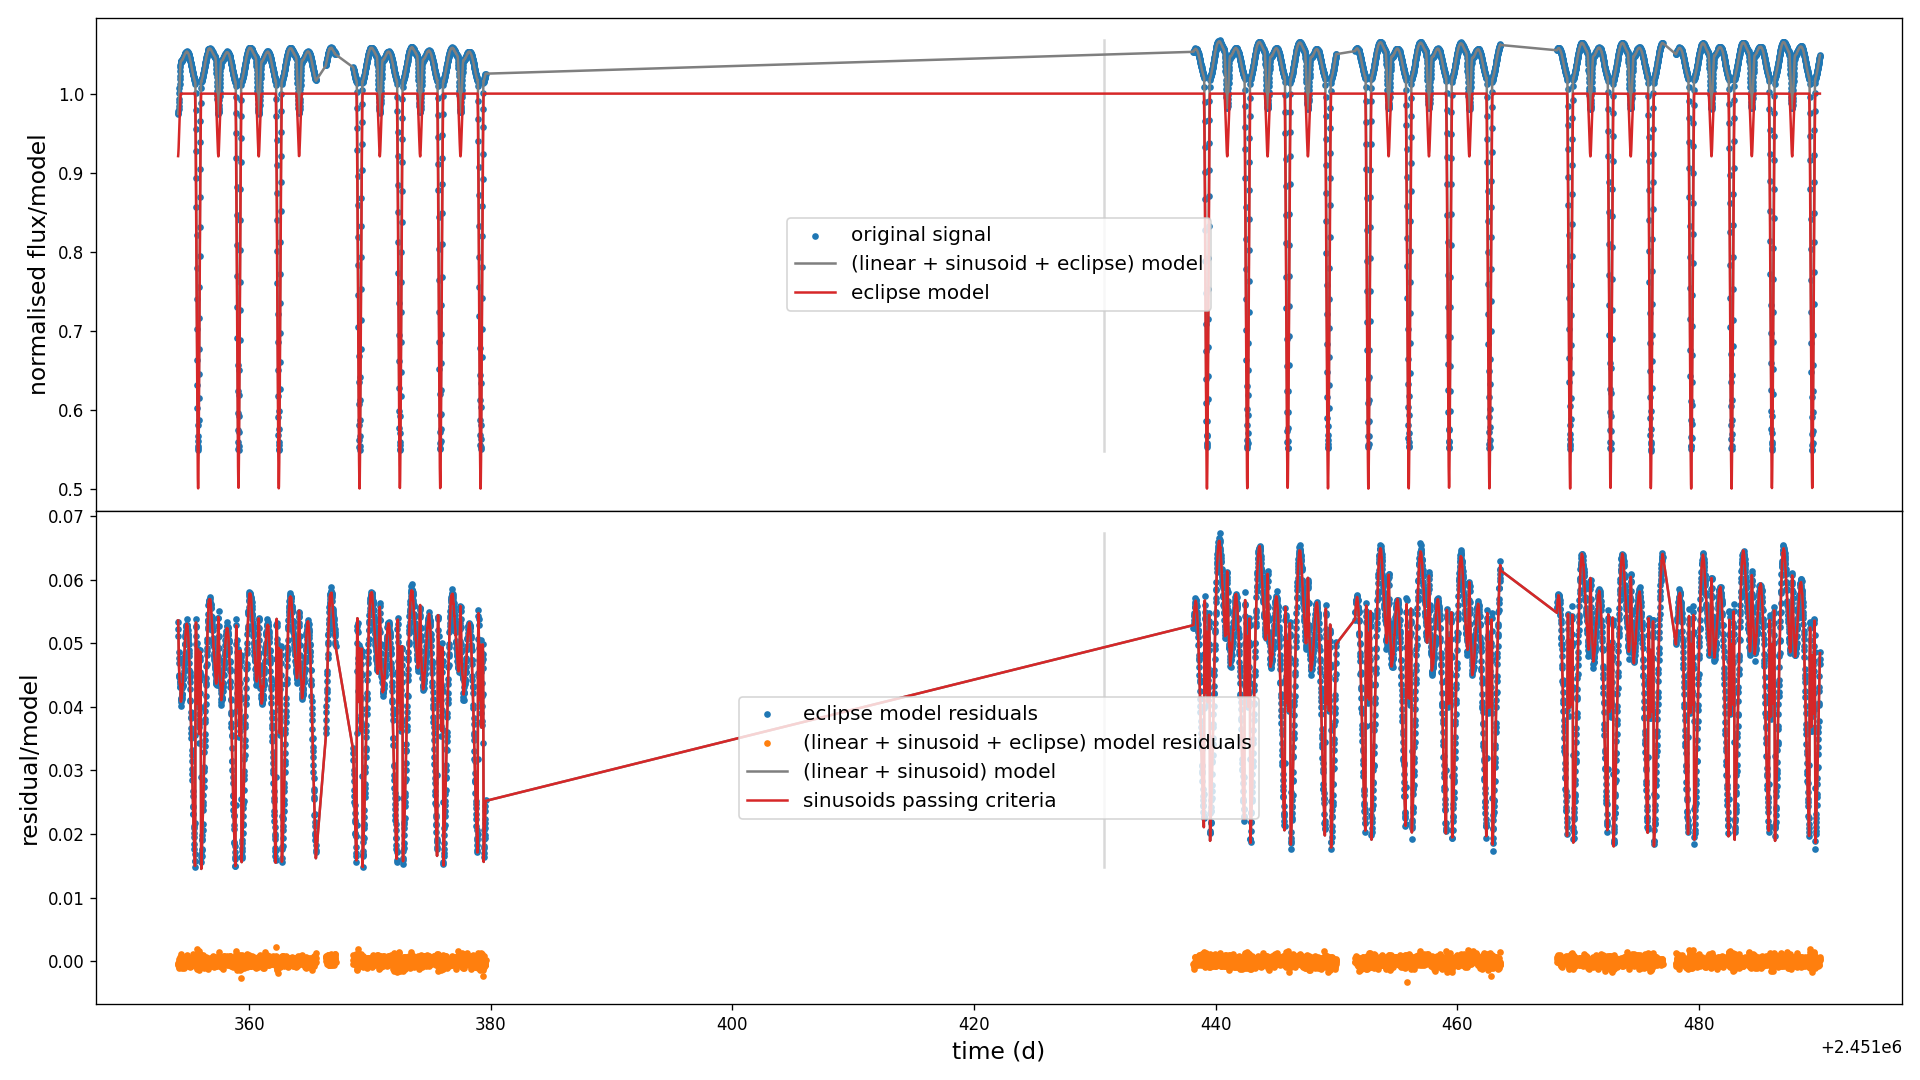 normalised flux/model
1.0
0.9
0.8
0.7
0.6
0.5
original signal
(linear + sinusoid + eclipse) model
eclipse model
residual/model
0.07
0.06
0.05
0.04
0.03
0.02
0.01
0.00
eclipse model residuals
(linear + sinusoid + eclipse) model residuals
(linear + sinusoid) model
sinusoids passing criteria
360
380
400
420
440
460
480
time (d)
+2.451e6